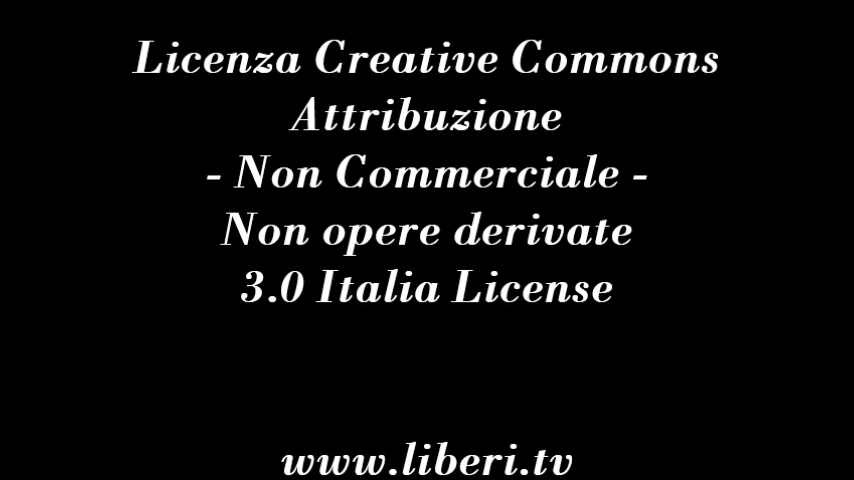 Licenza Creative Commons
Attribuzione
- Non Commerciale -
Non opere derivate
3.0 Italia License
www.liberi.tv